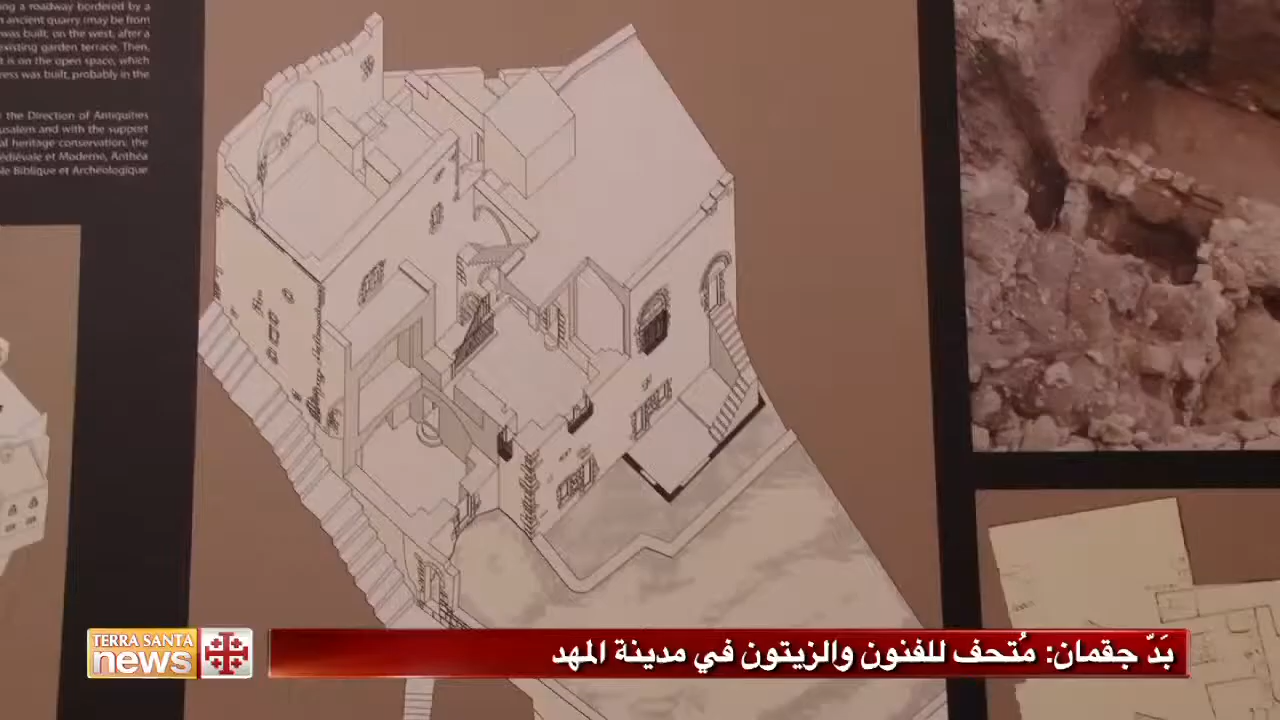 ng a roadway bordered by a
n ancient quarry (may be from
was built; on the west, after a
existing garden terrace. Then,
t is on the open space, which
ress was built, probably in the
the Direction of Antiquities
usalem and with the support
al heritage conservation: the
édiévale et Moderne, Anthéa
le Biblique et Archéologique
TERRA SANTA
news
بَدّ جقمان: مُتحف للفنون والزيتون في مدينة المهد